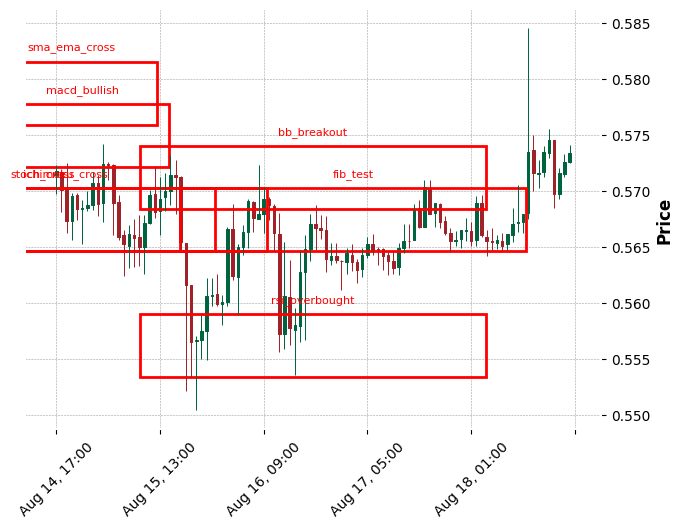 sma_ema_cross
macd_bullish
bb_breakout
fib_test
rsi_overbought
0.585
0.580
0.575
0.570
0.565
0.560
0.555
0.550
Price
Aug 14, 17:00
Aug 15, 13:00
Aug 16, 09:00
Aug 17, 05:00
Aug 18, 01:00